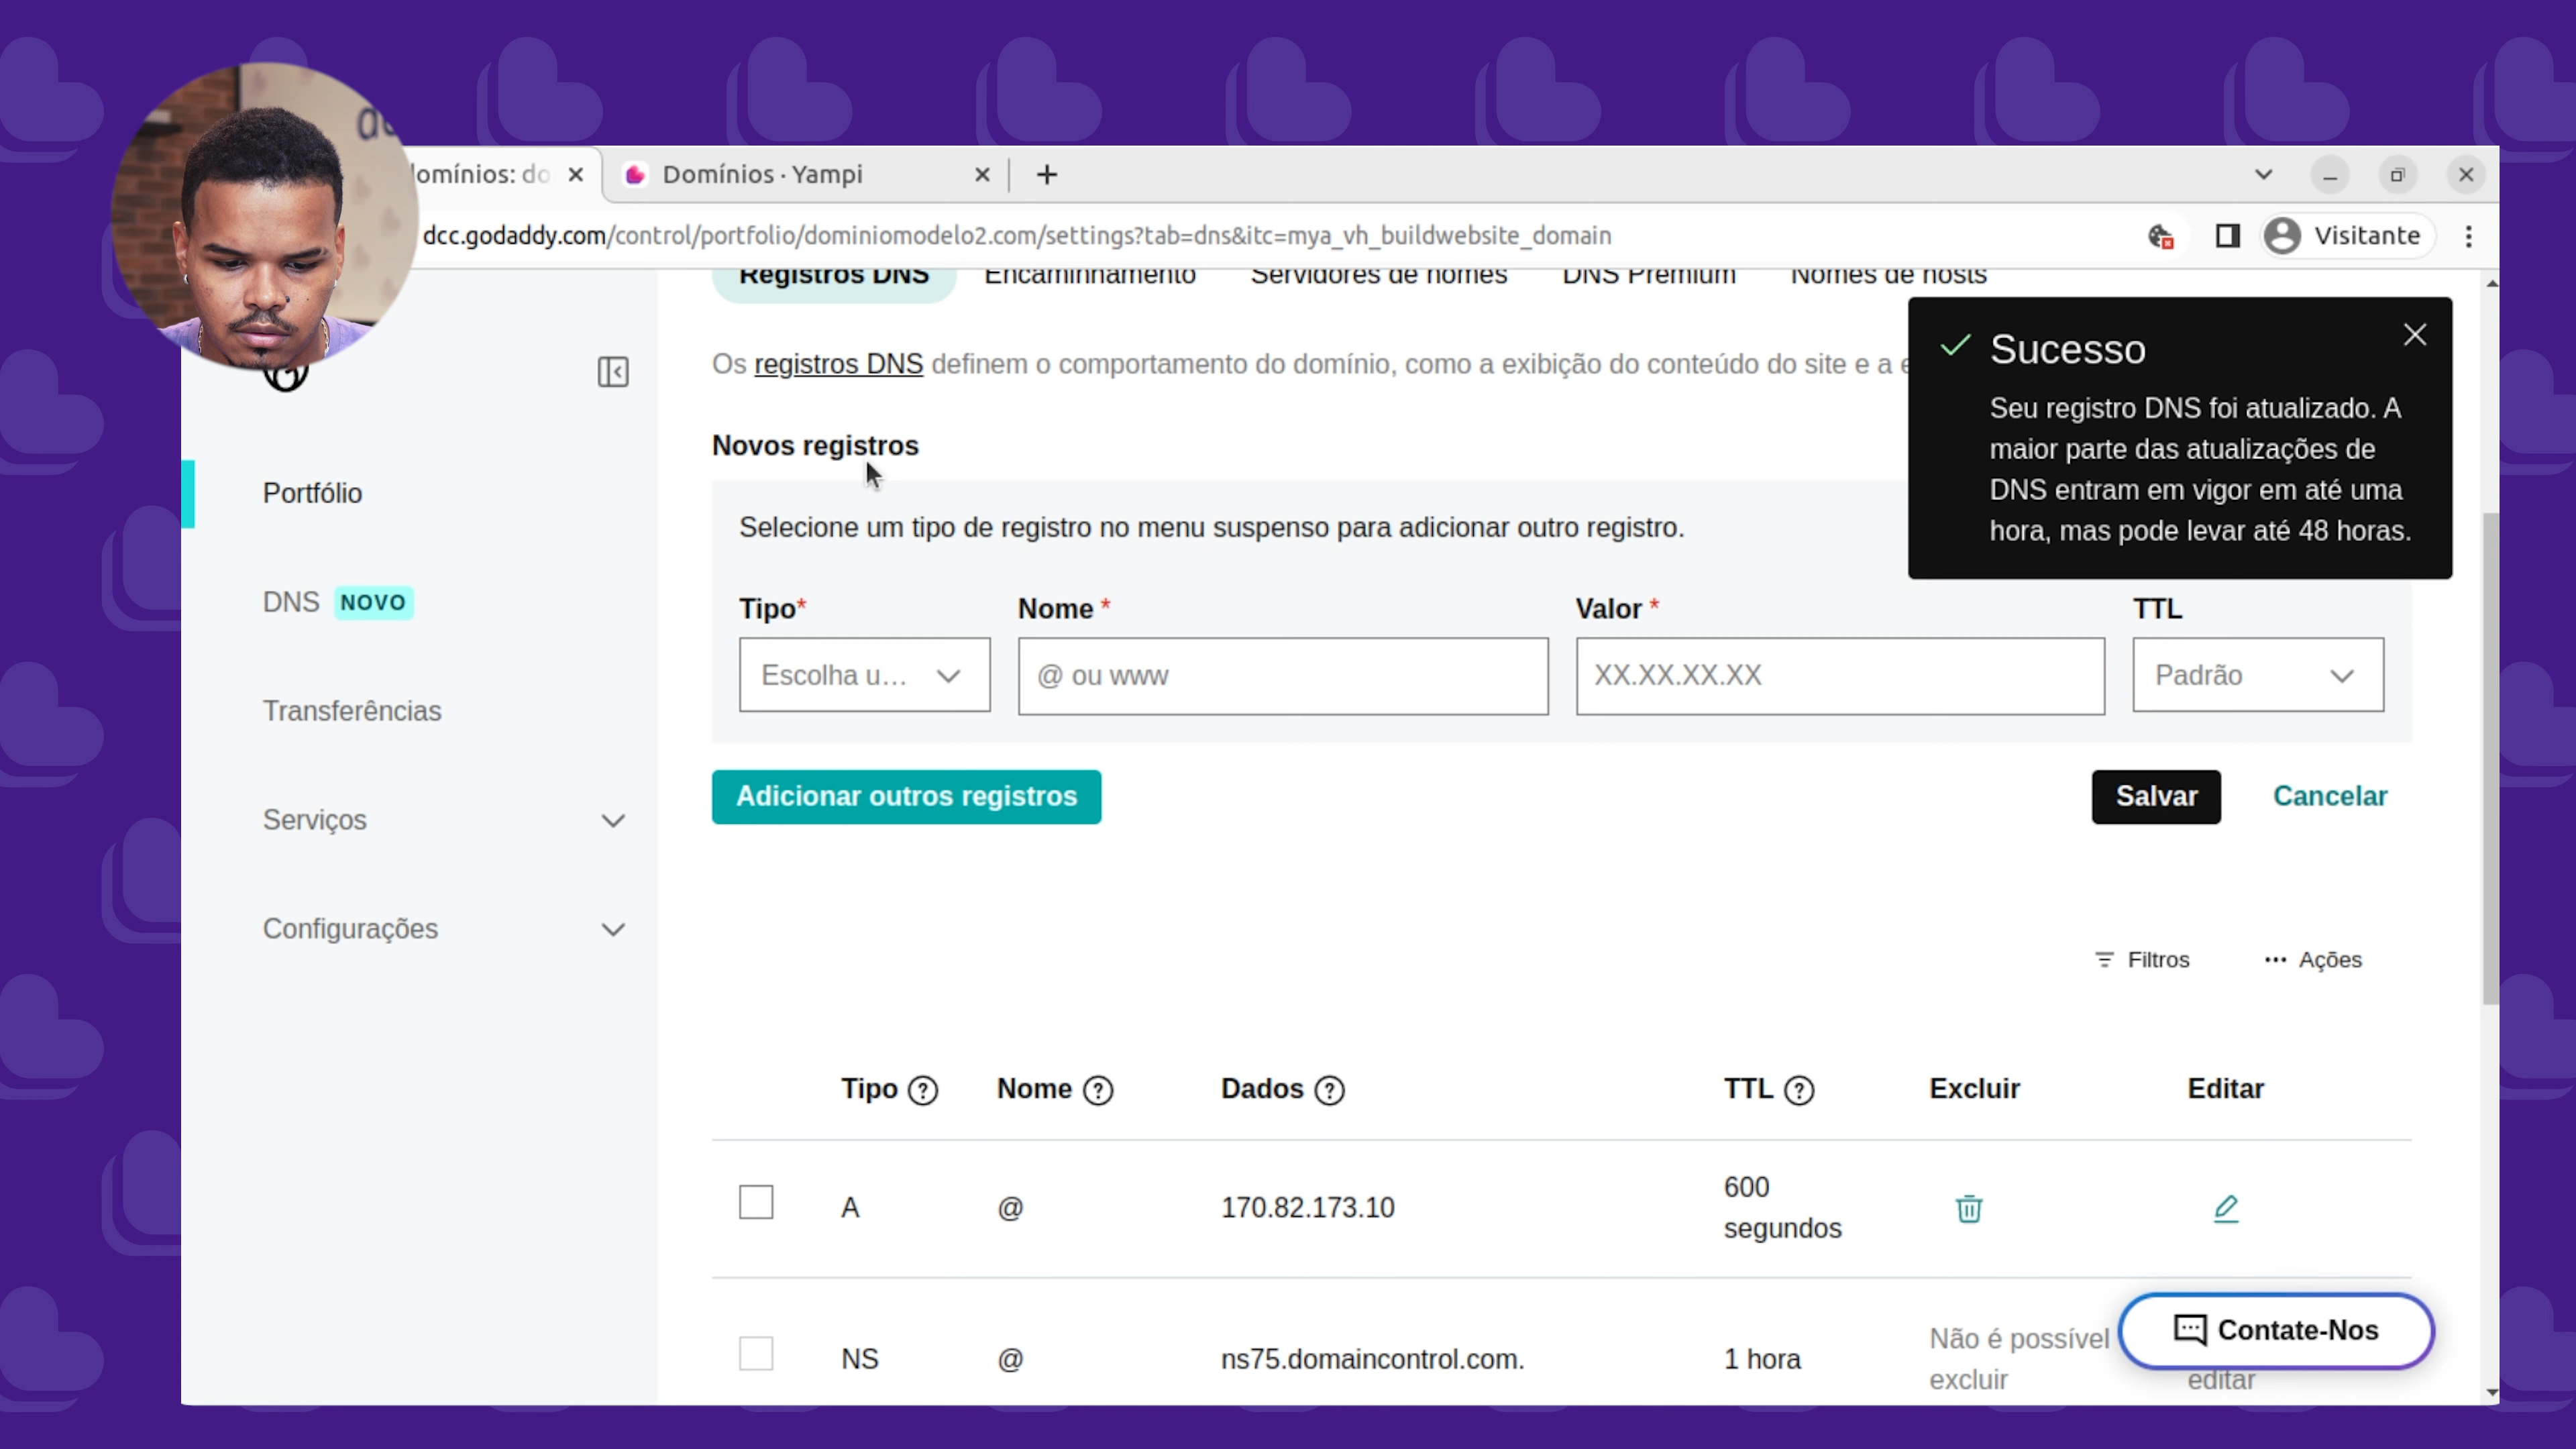 omínios: do
Domínios · Yampi
dcc.godaddy.com/control/portfolio/dominiomodelo2.com/settings?tab=dns&itc=mya_vh_buildwebsite_domain
Visitante
Registros DNS
Encaminhamento
Servidores de nomes
DNS Premium
Nomes de hosts
Os registros DNS definem o comportamento do domínio, como a exibição do conteúdo do site e a
Sucesso
Seu registro DNS foi atualizado. A
maior parte das atualizações de
DNS entram em vigor em até uma
hora, mas pode levar até 48 horas.
Portfólio
DNS NOVO
Transferências
Serviços
Configurações
Novos registros
Selecione um tipo de registro no menu suspenso para adicionar outro registro.
Tipo* Nome * Valor * TTL
Escolha u... @ ou www XX.XX.XX.XX Padrão
Adicionar outros registros
Salvar
Cancelar
Filtros
Ações
Tipo ? Nome ? Dados ? TTL ? Excluir Editar
A @ 170.82.173.10 600
segundos
NS @ ns75.domaincontrol.com. 1 hora Não é possível
excluir
editar
Contate-Nos